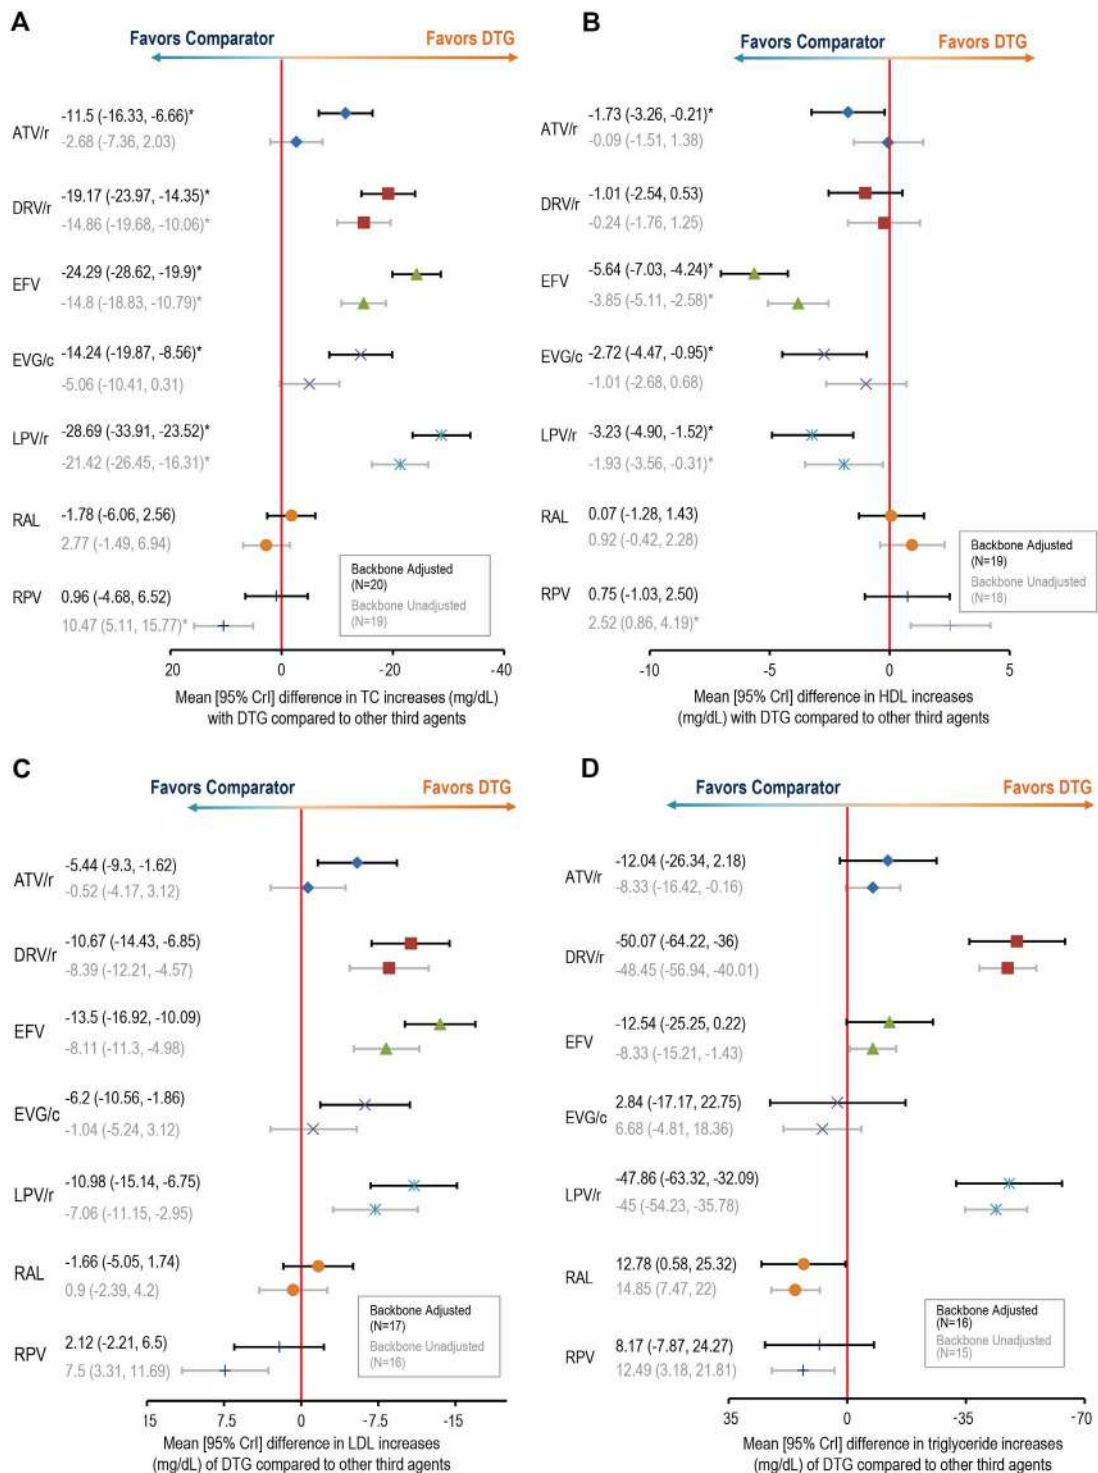 A
Favors Comparator Favors DTG
ATV/r
-11.5 (-16.33, -6.66)*
-2.68 (-7.36, 2.03)
DRV/r
-19.17 (-23.97, -14.35)*
-14.86 (-19.68, -10.06)*
EFV
-24.29 (-28.62, -19.9)*
-14.8 (-18.83, -10.79)*
EVG/c
-14.24 (-19.87, -8.56)*
-5.06 (-10.41, 0.31)
LPV/r
-28.69 (-33.91, -23.52)*
-21.42 (-26.45, -16.31)*
RAL
-1.78 (-6.06, 2.56)
2.77 (-1.49, 6.94)
RPV
0.96 (-4.68, 6.52)
10.47 (5.11, 15.77)*
Backbone Adjusted
(N=20)
Backbone Unadjusted
(N=19)
20 0 -20 -40
Mean [95% CrI] difference in TC increases (mg/dL)
with DTG compared to other third agents
B
Favors Comparator Favors DTG
ATV/r
-1.73 (-3.26, -0.21)*
-0.09 (-1.51, 1.38)
DRV/r
-1.01 (-2.54, 0.53)
-0.24 (-1.76, 1.25)
EFV
-5.64 (-7.03, -4.24)*
-3.85 (-5.11, -2.58)*
EVG/c
-2.72 (-4.47, -0.95)*
-1.01 (-2.68, 0.68)
LPV/r
-3.23 (-4.90, -1.52)*
-1.93 (-3.56, -0.31)*
RAL
0.07 (-1.28, 1.43)
0.92 (-0.42, 2.28)
RPV
0.75 (-1.03, 2.50)
2.52 (0.86, 4.19)*
Backbone Adjusted
(N=19)
Backbone Unadjusted
(N=18)
-10 -5 0 5
Mean [95% CrI] difference in HDL increases
(mg/dL) with DTG compared to other third agents
C
Favors Comparator Favors DTG
ATV/r
-5.44 (-9.3, -1.62)
-0.52 (-4.17, 3.12)
DRV/r
-10.67 (-14.43, -6.85)
-8.39 (-12.21, -4.57)
EFV
-13.5 (-16.92, -10.09)
-8.11 (-11.3, -4.98)
EVG/c
-6.2 (-10.56, -1.86)
-1.04 (-5.24, 3.12)
LPV/r
-10.98 (-15.14, -6.75)
-7.06 (-11.15, -2.95)
RAL
-1.66 (-5.05, 1.74)
0.9 (-2.39, 4.2)
RPV
2.12 (-2.21, 6.5)
7.5 (3.31, 11.69)
Backbone Adjusted
(N=17)
Backbone Unadjusted
(N=16)
15 7.5 0 -7.5 -15
Mean [95% CrI] difference in LDL increases
(mg/dL) of DTG compared to other third agents
D
Favors Comparator Favors DTG
ATV/r
-12.04 (-26.34, 2.18)
-8.33 (-16.42, -0.16)
DRV/r
-50.07 (-64.22, -36)
-48.45 (-56.94, -40.01)
EFV
-12.54 (-25.25, 0.22)
-8.33 (-15.21, -1.43)
EVG/c
2.84 (-17.17, 22.75)
6.68 (-4.81, 18.36)
LPV/r
-47.86 (-63.32, -32.09)
-45 (-54.23, -35.78)
RAL
12.78 (0.58, 25.32)
14.85 (7.47, 22)
RPV
8.17 (-7.87, 24.27)
12.49 (3.18, 21.81)
Backbone Adjusted
(N=16)
Backbone Unadjusted
(N=15)
35 0 -35 -70
Mean [95% CrI] difference in triglyceride increases
(mg/dL) of DTG compared to other third agents